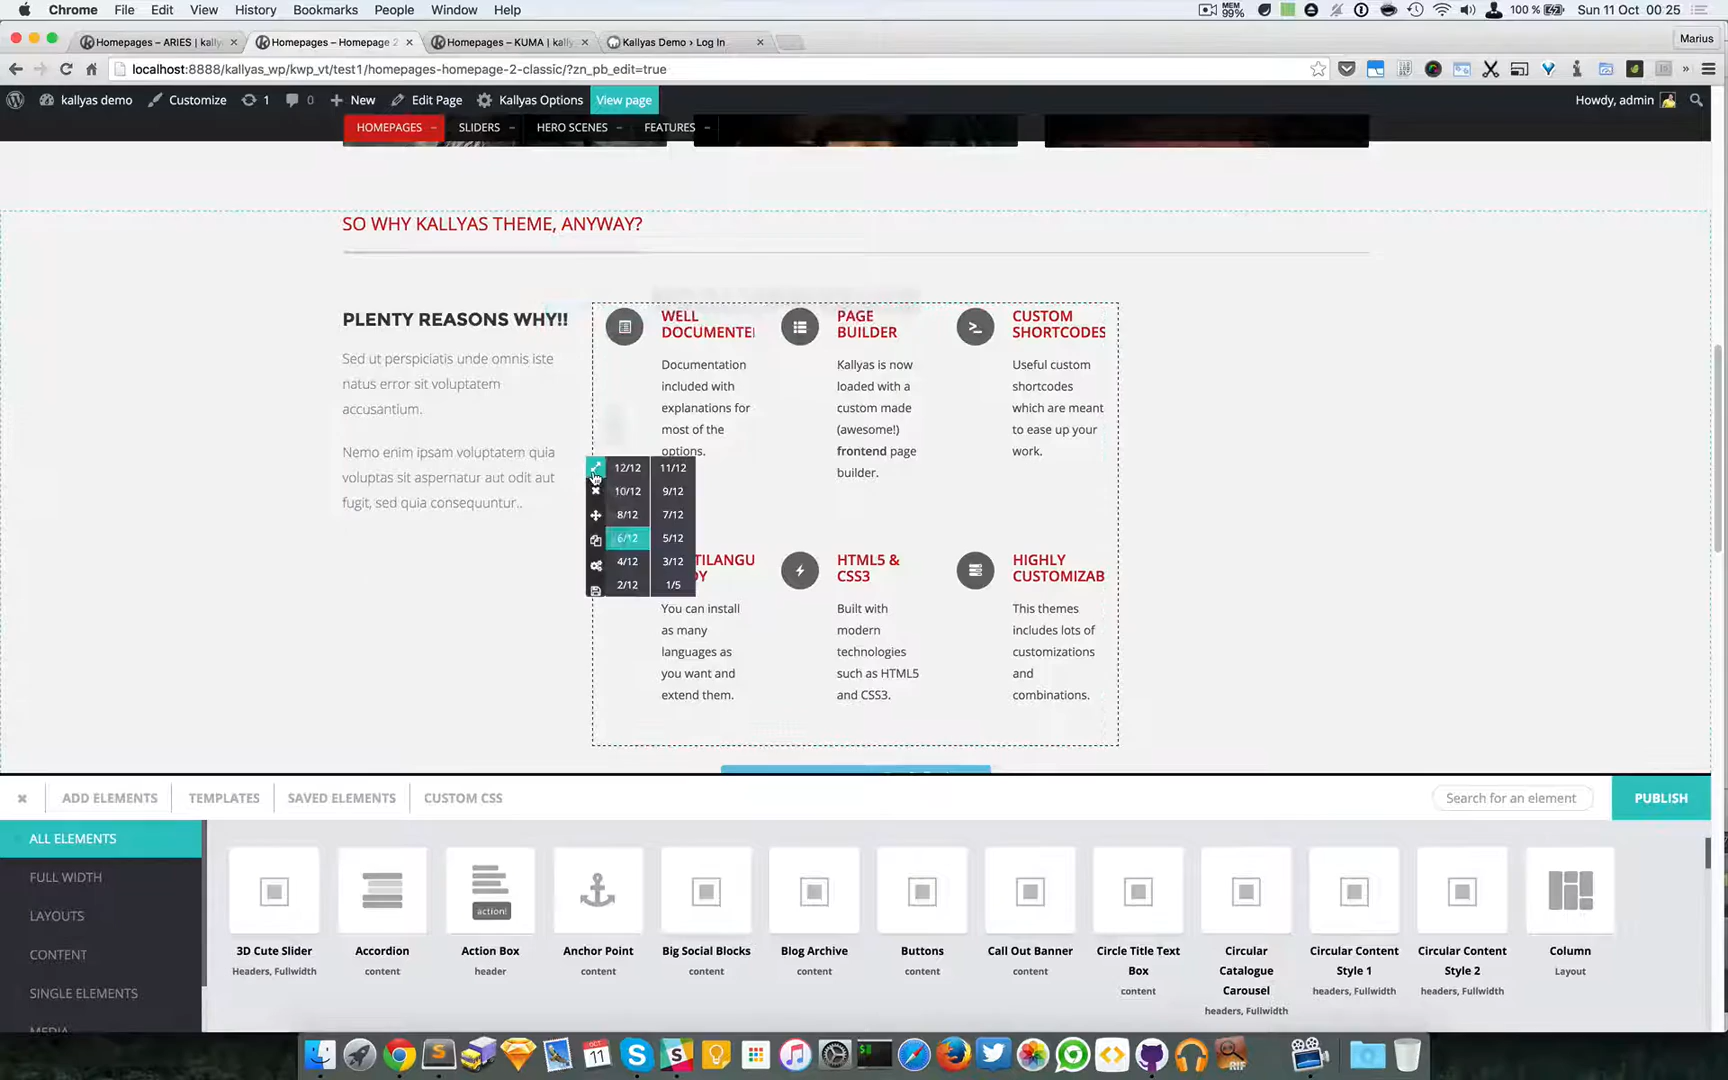 Chrome File Edit View History Bookmarks People Window Help MEM 99% 100 % Sun 11 Oct 00:25
Homepages – ARIES | kally Homepages – Homepage 2 Homepages – KUMA | kally Kallyas Demo › Log In Marius
localhost:8888/kallyas_wp/kwp_vt/test1/homepages-homepage-2-classic/?zn_pb_edit=true
kallyas demo Customize 1 0 New Edit Page Kallyas Options View page Howdy, admin
HOMEPAGES SLIDERS HERO SCENES FEATURES
SO WHY KALLYAS THEME, ANYWAY?
PLENTY REASONS WHY!!
Sed ut perspiciatis unde omnis iste
natus error sit voluptatem
accusantium.
Nemo enim ipsam voluptatem quia
voluptas sit aspernatur aut odit aut
fugit, sed quia consequuntur..
WELL
DOCUMENTE
Documentation
included with
explanations for
most of the
options.
PAGE
BUILDER
Kallyas is now
loaded with a
custom made
(awesome!)
frontend page
builder.
CUSTOM
SHORTCODES
Useful custom
shortcodes
which are meant
to ease up your
work.
12/12 11/12
10/12 9/12
8/12 7/12
6/12 5/12
4/12 3/12
2/12 1/5
TILANGU
DY
You can install
as many
languages as
you want and
extend them.
HTML5 &
CSS3
Built with
modern
technologies
such as HTML5
and CSS3.
HIGHLY
CUSTOMIZAB
This themes
includes lots of
customizations
and
combinations.
ADD ELEMENTS TEMPLATES SAVED ELEMENTS CUSTOM CSS Search for an element PUBLISH
ALL ELEMENTS
FULL WIDTH
LAYOUTS
CONTENT
SINGLE ELEMENTS
MEDIA
3D Cute Slider
Headers, Fullwidth
Accordion
content
action!
Action Box
header
Anchor Point
content
Big Social Blocks
content
Blog Archive
content
Buttons
content
Call Out Banner
content
Circle Title Text
Box
content
Circular
Catalogue
Carousel
headers, Fullwidth
Circular Content
Style 1
headers, Fullwidth
Circular Content
Style 2
headers, Fullwidth
Column
Layout
OCT
11
RIF